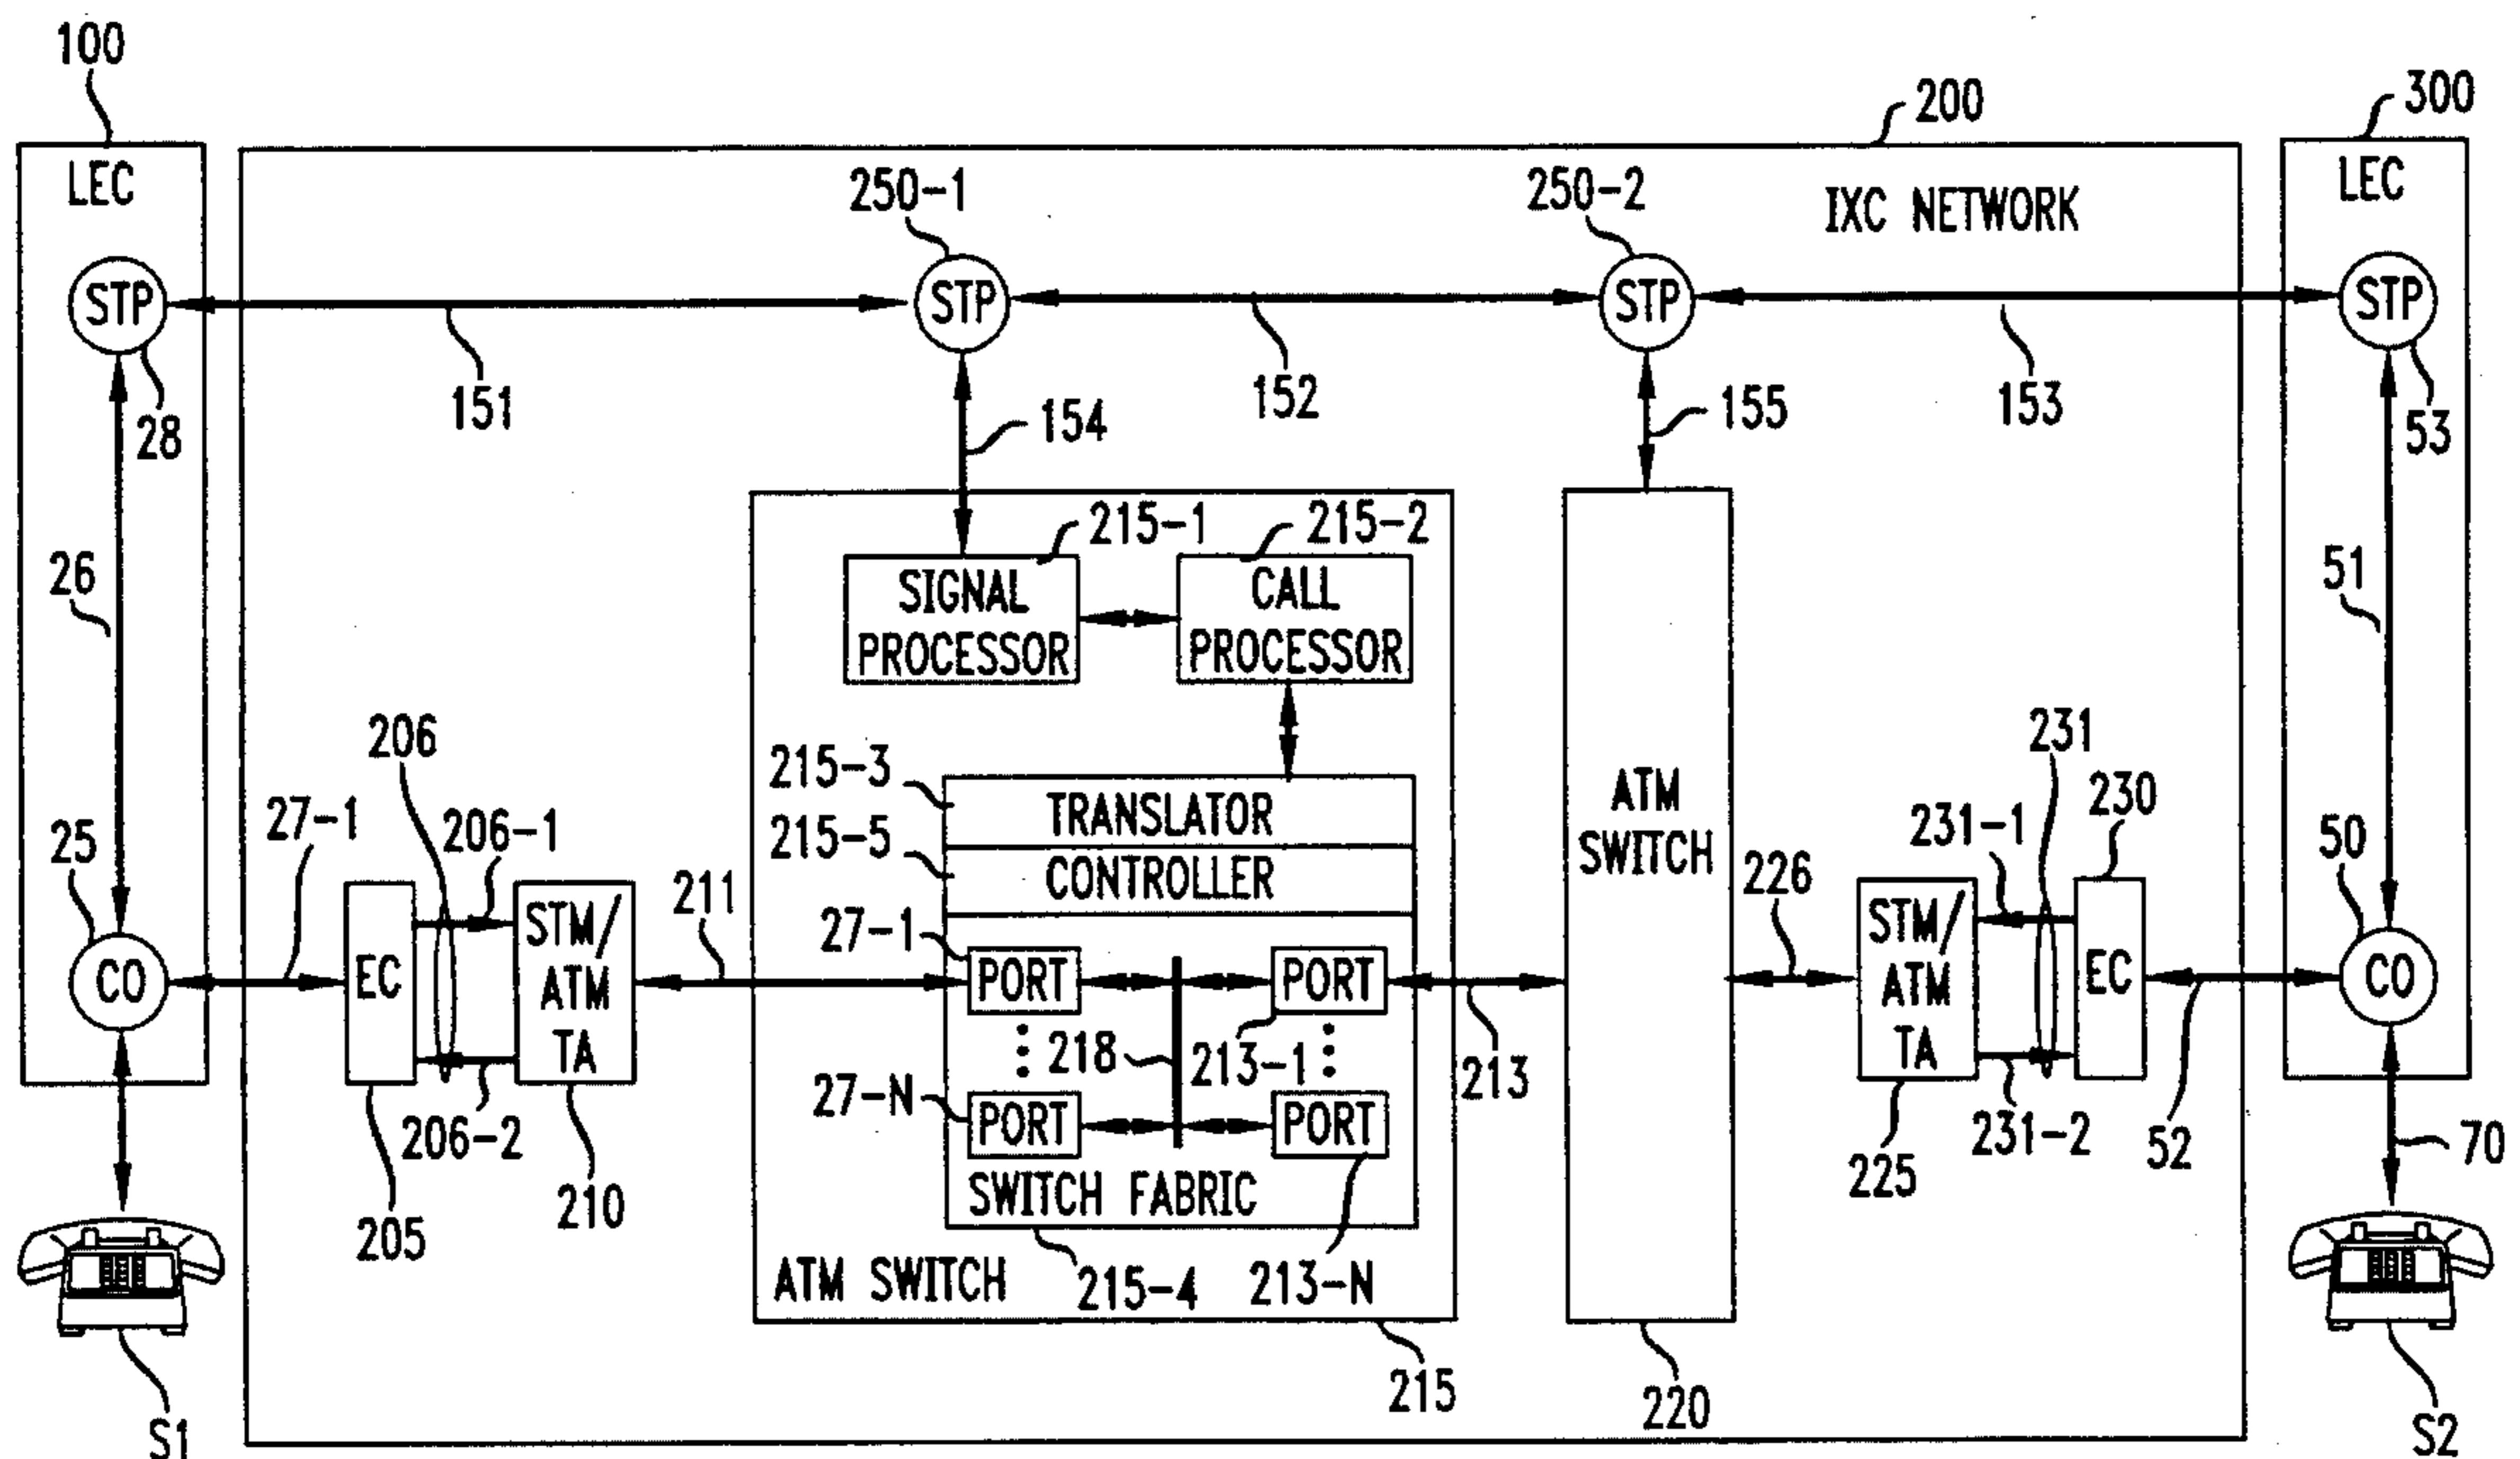 100
200
300
LEC
250-1
250-2
IXC NETWORK
LEC
STP
STP
STP
STP
28
151
154
152
155
153
53
26
215-1
215-2
SIGNAL
PROCESSOR
CALL
PROCESSOR
51
206
215-3
TRANSLATOR
231
27-1
206-1
215-5
CONTROLLER
ATM
SWITCH
231-1
230
25
211
226
50
CO
EC
STM/
ATM
TA
27-1
PORT
PORT
STM/
ATM
TA
EC
CO
218
213-1
213
27-N
PORT
PORT
206-2
231-2
52
70
205
210
SWITCH FABRIC
225
ATM SWITCH
215-4
213-N
215
220
S1
S2